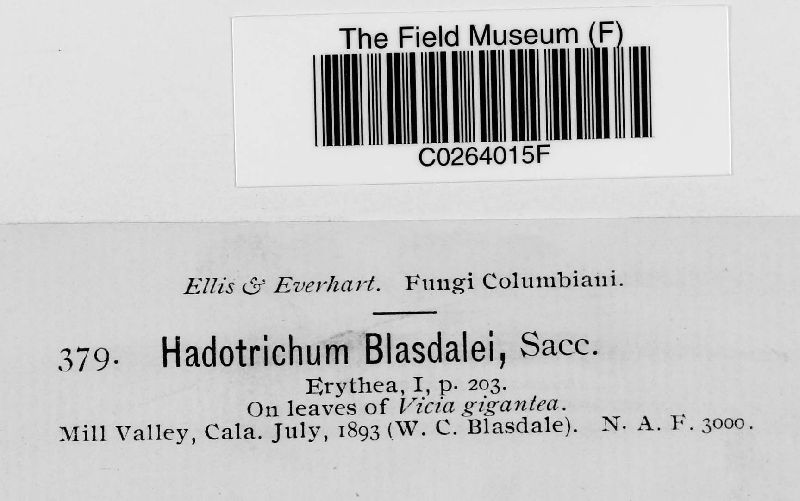 The Field Museum (F)
C0264015F
Ellis & Everhart. Fungi Columbiani.
379. Hadotrichum Blasdalei, Sacc.
Erythea, I, p. 203.
On leaves of Vicia gigantea.
Mill Valley, Cala. July, 1893 (W. C. Blasdale). N. A. F. 3000.